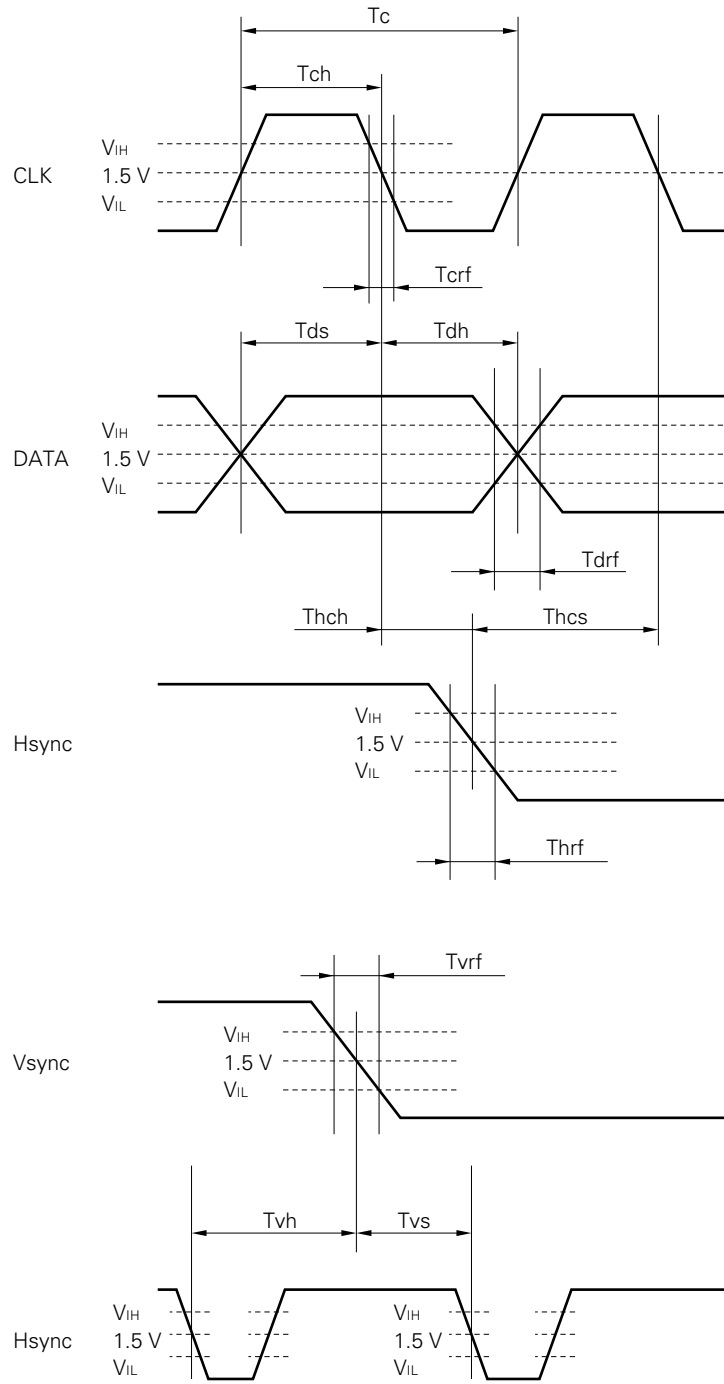 Tc
Tch
VIH
CLK 1.5 V
VIL
Tcrf
Tds Tdh
VIH
DATA 1.5 V
VIL
Tdrf
Thch Thcs
VIH
Hsync 1.5 V
VIL
Thrf
Tvrf
VIH
Vsync 1.5 V
VIL
Tvh Tvs
VIH VIH
Hsync 1.5 V 1.5 V
VIL VIL